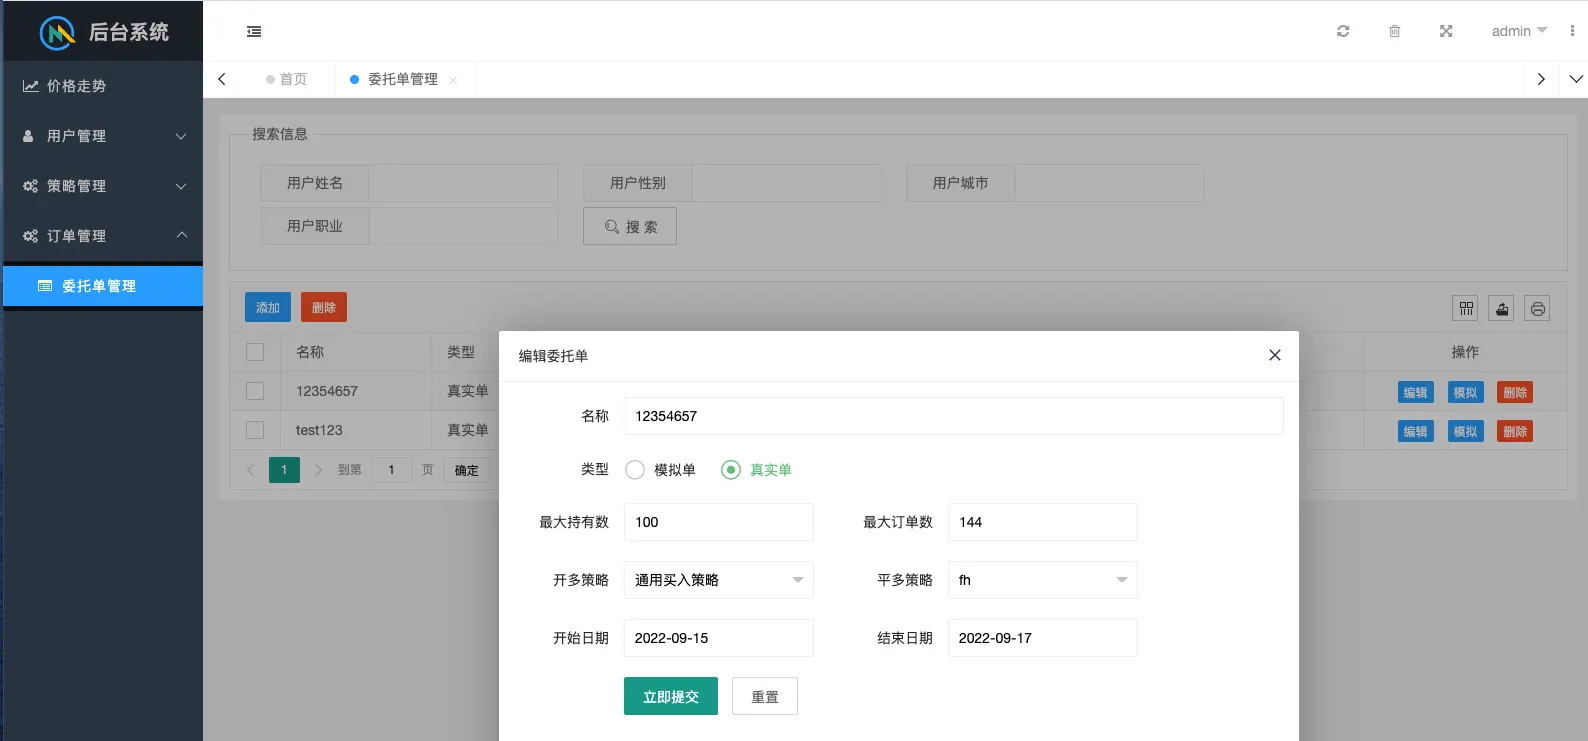 后台系统
admin
首页
委托单管理
价格走势
用户管理
策略管理
订单管理
委托单管理
搜索信息
用户姓名
用户性别
用户城市
用户职业
搜 索
添加
删除
名称
类型
操作
12354657
真实单
编辑
模拟
删除
test123
真实单
编辑
模拟
删除
1
到第
1
页
确定
编辑委托单
名称
12354657
类型
模拟单
真实单
最大持有数
100
最大订单数
144
开多策略
通用买入策略
平多策略
fh
开始日期
2022-09-15
结束日期
2022-09-17
立即提交
重置